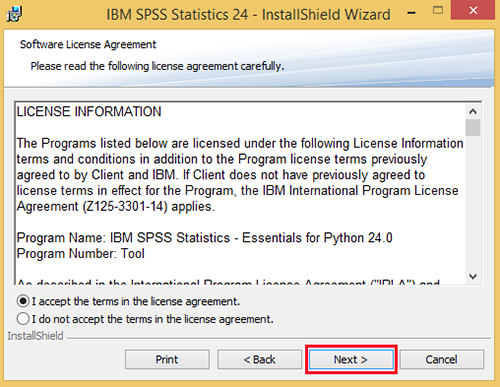 IBM SPSS Statistics 24 - InstallShield Wizard
Software License Agreement
Please read the following license agreement carefully.
LICENSE INFORMATION
The Programs listed below are licensed under the following License Information
terms and conditions in addition to the Program license terms previously
agreed to by Client and IBM. If Client does not have previously agreed to
license terms in effect for the Program, the IBM International Program License
Agreement (Z125-3301-14) applies.
Program Name: IBM SPSS Statistics - Essentials for Python 24.0
Program Number: Tool
As described in the International Program License Agreement ("IPLA") and
I accept the terms in the license agreement.
I do not accept the terms in the license agreement.
InstallShield
Print
< Back
Next >
Cancel